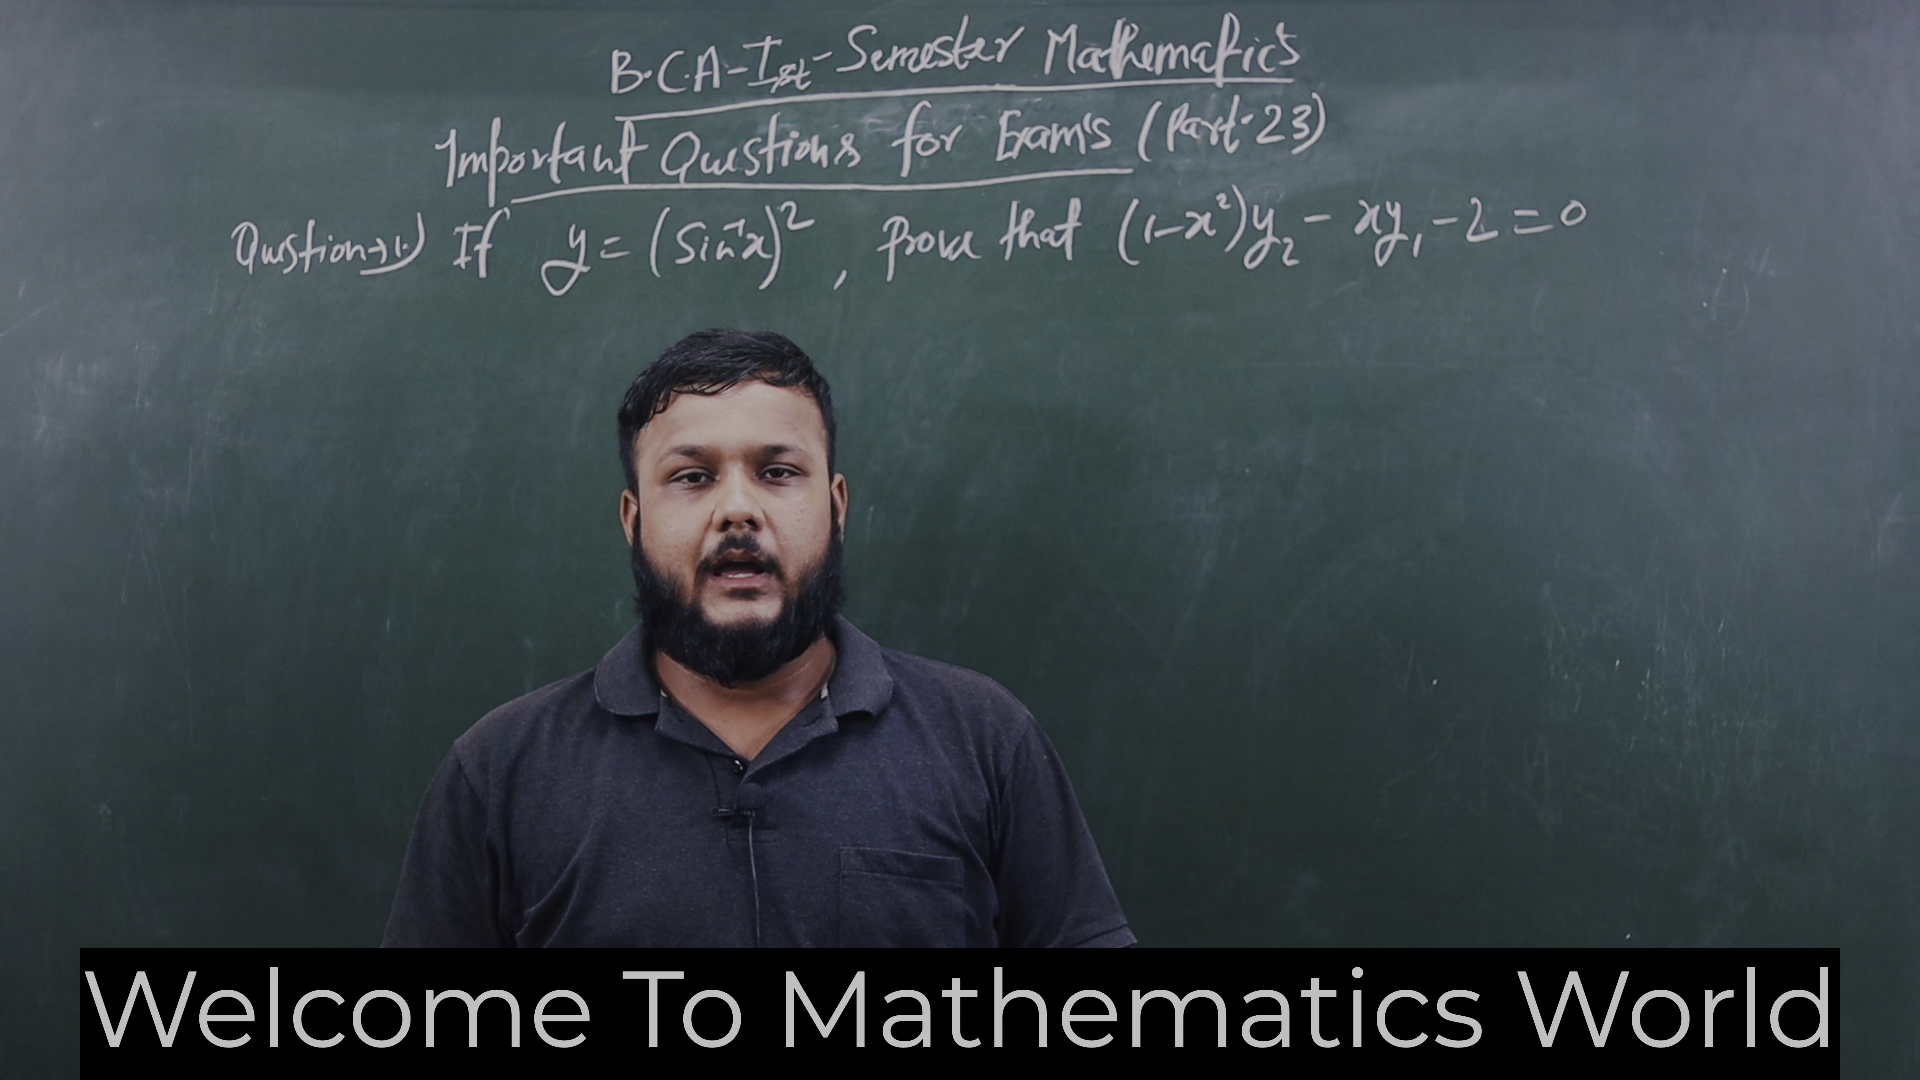 B.C.A-Ist-Semester Mathematics
Important Questions for Exam's (Part-23)
Question→1.) If y = (Sin⁻¹x)², Prove that (1-x²)y₂ - xy₁ - 2 = 0
Welcome To Mathematics World